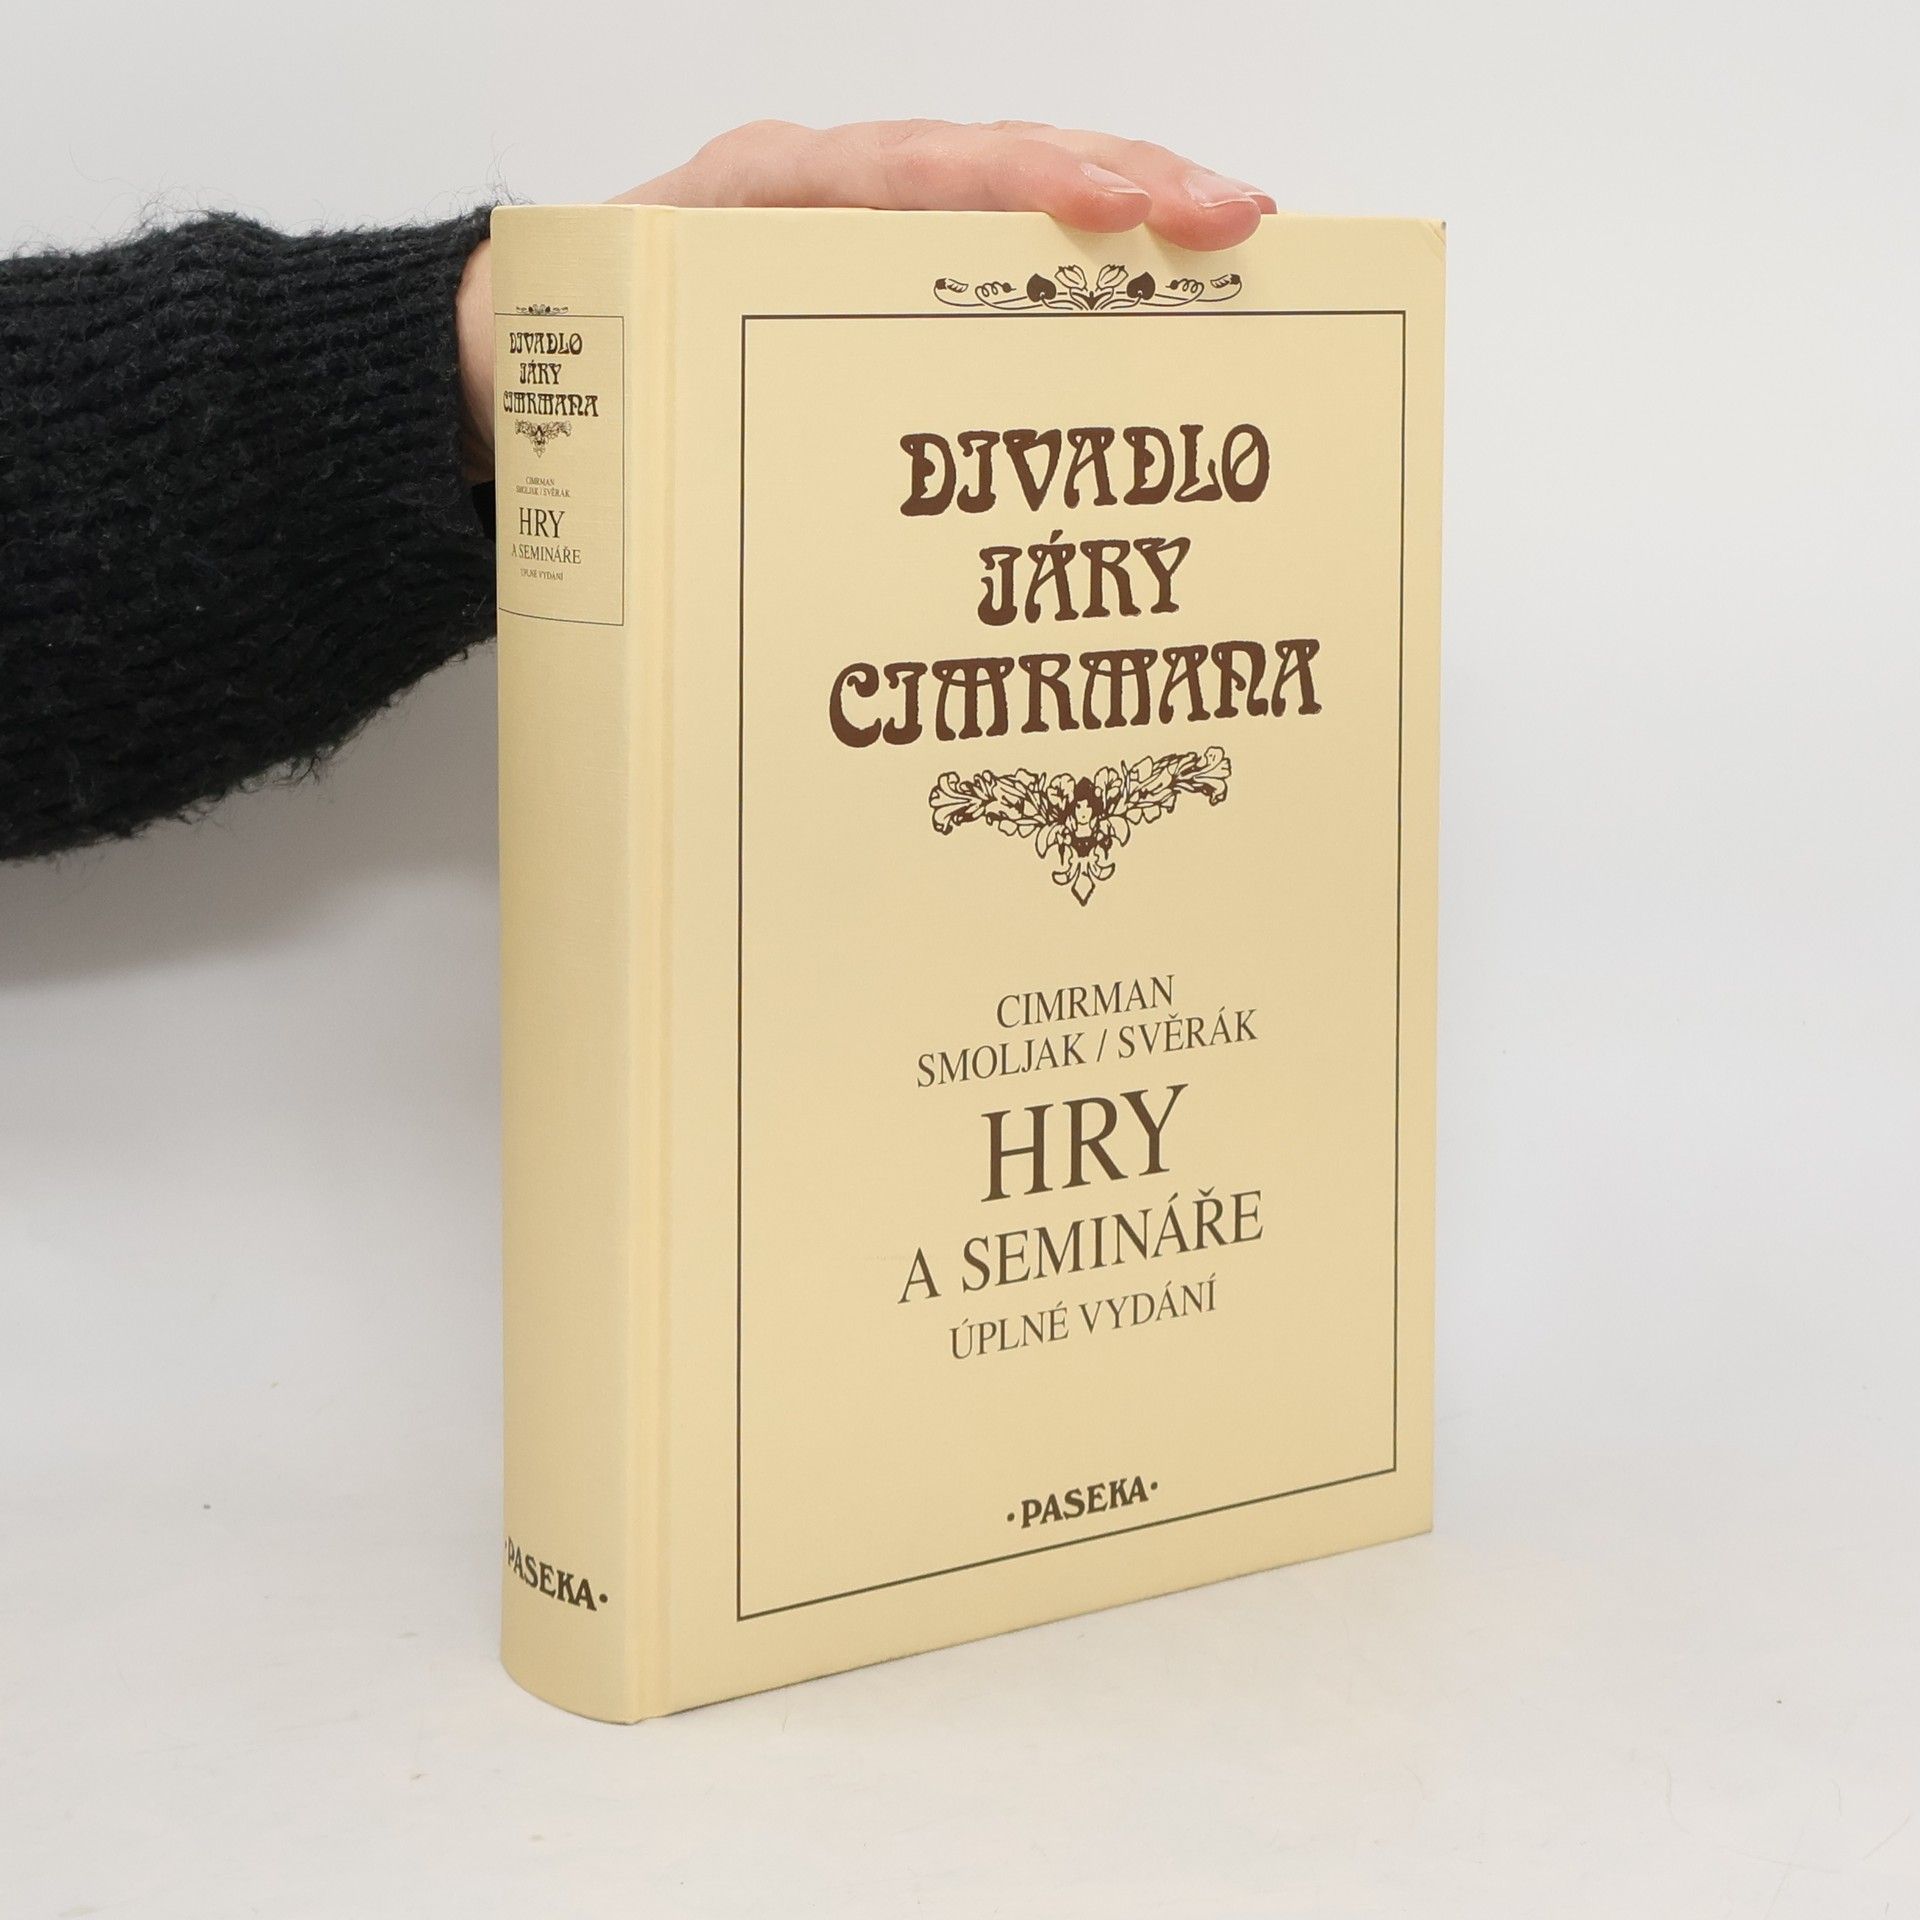 DIVADLO
JÁRY
CIMRMANA
CIMRMAN
SMOLJAK / SVĚRÁK
HRY
A SEMINÁŘE
ÚPLNÉ VYDÁNÍ
·PASEKA·
DIVADLO
JÁRY
CIMRMANA
CIMRMAN
SMOLJAK / SVĚRÁK
HRY
A SEMINÁŘE
ÚPLNÉ VYDÁNÍ
·PASEKA·